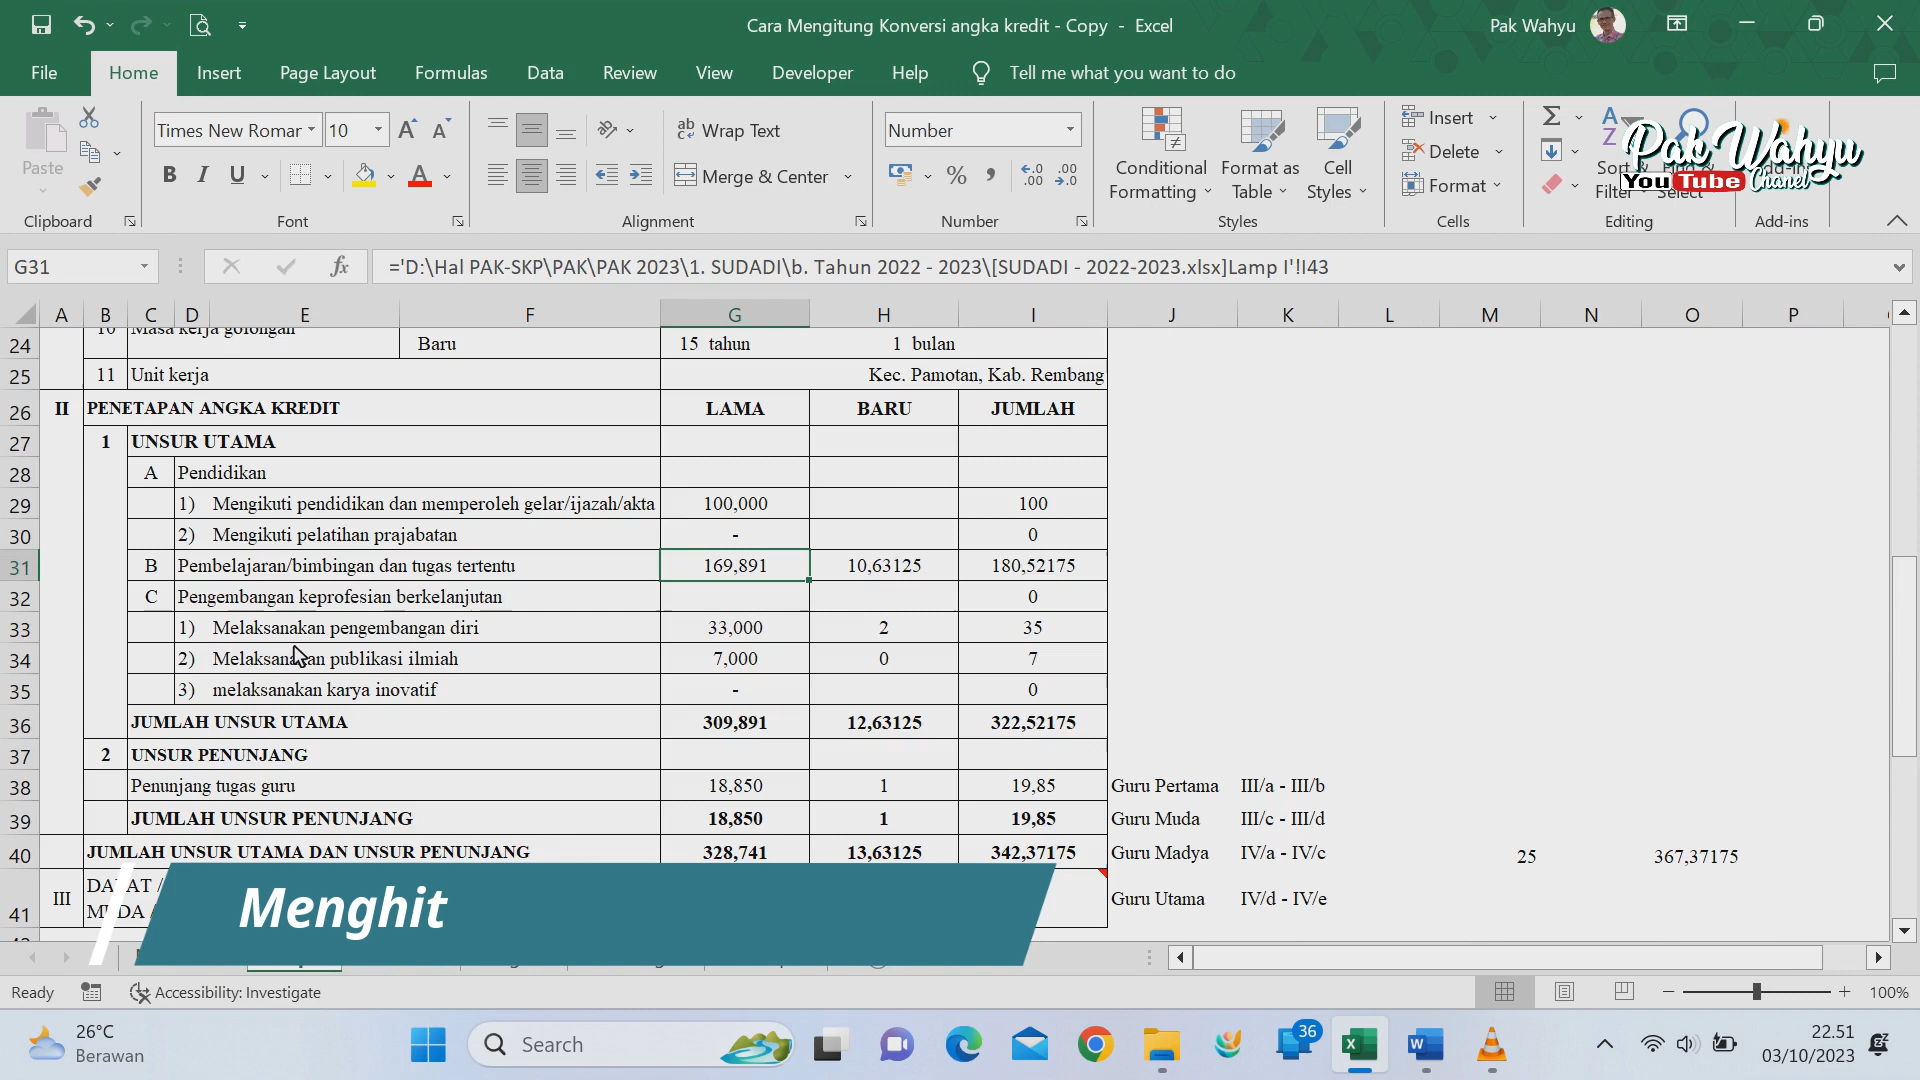 Cara Mengitung Konversi angka kredit - Copy - Excel
Pak Wahyu
File Home Insert Page Layout Formulas Data Review View Developer Help Tell me what you want to do
Paste
Clipboard
Times New Roman 10
B I U
Font
Wrap Text
Merge & Center
Alignment
Number
Number
Conditional Formatting
Format as Table
Cell Styles
Styles
Insert
Delete
Format
Cells
Sort
Filter Select
Editing
Add-ins
Pak Wahyu
YouTube Chanel
G31
='D:\Hal PAK-SKP\PAK\PAK 2023\1. SUDADI\b. Tahun 2022 - 2023\[SUDADI - 2022-2023.xlsx]Lamp I'!I43
A B C D E F G H I J K L M N O P
10 Masa kerja golongan
24 Baru 15 tahun 1 bulan
25 11 Unit kerja Kec. Pamotan, Kab. Rembang
26 II PENETAPAN ANGKA KREDIT LAMA BARU JUMLAH
27 1 UNSUR UTAMA
28 A Pendidikan
29 1) Mengikuti pendidikan dan memperoleh gelar/ijazah/akta 100,000 100
30 2) Mengikuti pelatihan prajabatan - 0
31 B Pembelajaran/bimbingan dan tugas tertentu 169,891 10,63125 180,52175
32 C Pengembangan keprofesian berkelanjutan 0
33 1) Melaksanakan pengembangan diri 33,000 2 35
34 2) Melaksanakan publikasi ilmiah 7,000 0 7
35 3) melaksanakan karya inovatif - 0
36 JUMLAH UNSUR UTAMA 309,891 12,63125 322,52175
37 2 UNSUR PENUNJANG
38 Penunjang tugas guru 18,850 1 19,85 Guru Pertama III/a - III/b
39 JUMLAH UNSUR PENUNJANG 18,850 1 19,85 Guru Muda III/c - III/d
40 JUMLAH UNSUR UTAMA DAN UNSUR PENUNJANG 328,741 13,63125 342,37175 Guru Madya IV/a - IV/c 25 367,37175
41 III Guru Utama IV/d - IV/e
Menghit
Ready Accessibility: Investigate 100%
26°C
Berawan
Search
36
22.51
03/10/2023